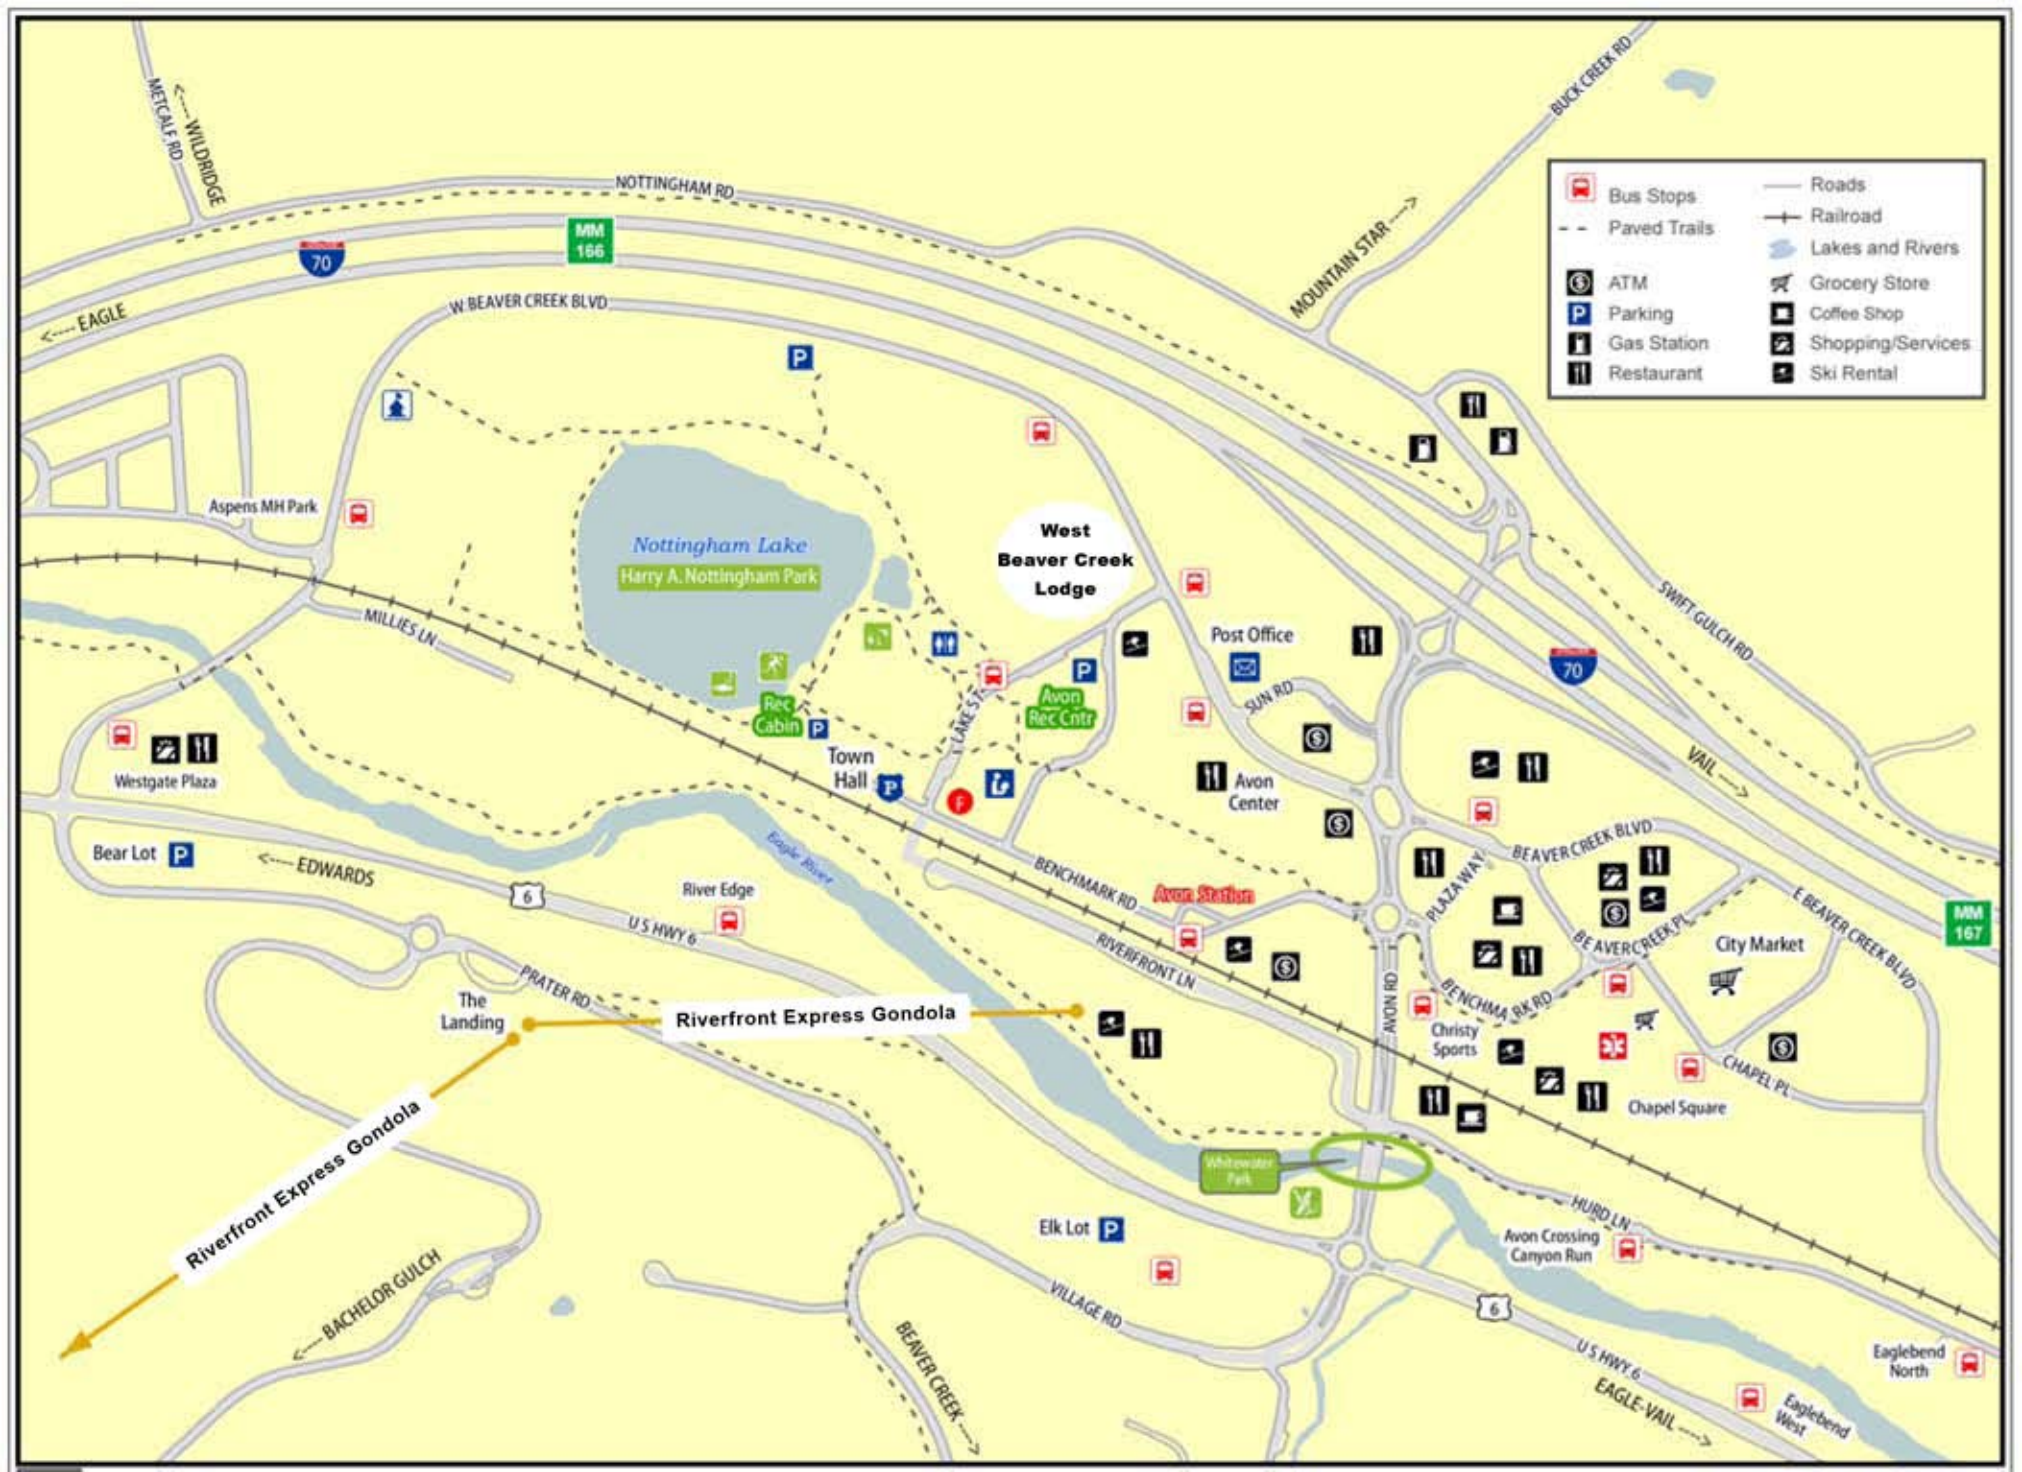 METCALF RD
<---- WILDRIDGE
NOTTINGHAM RD
BUCK CREEK RD
MOUNTAIN STAR ---->
MM
166
70
<---- EAGLE
W BEAVER CREEK BLVD
Bus Stops
Paved Trails
ATM
Parking
Gas Station
Restaurant
Roads
Railroad
Lakes and Rivers
Grocery Store
Coffee Shop
Shopping/Services
Ski Rental
P
Aspens MH Park
Nottingham Lake
Harry A. Nottingham Park
West
Beaver Creek
Lodge
MILLIES LN
SWIFT GULCH RD
Post Office
70
SUN RD
P
Avon
Rec Cntr
LAKE ST
Rec
Cabin
P
Town
Hall
P
F
Westgate Plaza
Avon
Center
VAIL ---->
Bear Lot
P
<---- EDWARDS
6
Eagle River
River Edge
U S HWY 6
BENCHMARK RD
Avon Station
RIVERFRONT LN
PLAZA WAY
BEAVER CREEK BLVD
BEAVER CREEK PL
E BEAVER CREEK BLVD
MM
167
City Market
BENCHMARK RD
AVON RD
Christy
Sports
CHAPEL PL
Chapel Square
PRATER RD
The
Landing
Riverfront Express Gondola
Riverfront Express Gondola
Whitewater
Park
Elk Lot
P
HURD LN
Avon Crossing
Canyon Run
<---- BACHELOR GULCH
VILLAGE RD
BEAVER CREEK ---->
6
U S HWY 6
EAGLE-VAIL ---->
Eaglebend
North
Eaglebend
West